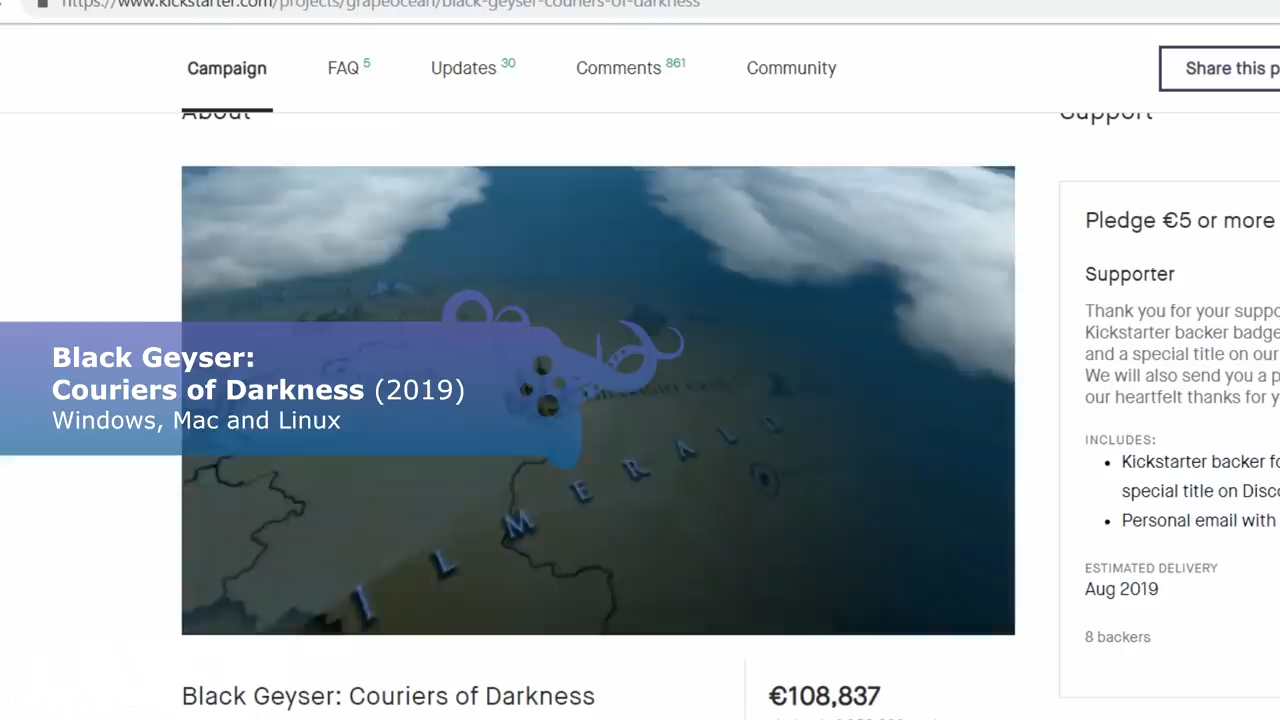 https://www.kickstarter.com/projects/grapeocean/black-geyser-couriers-of-darkness
Campaign
FAQ 5
Updates 30
Comments 861
Community
Share this p
About
Support
Black Geyser:
Couriers of Darkness (2019)
Windows, Mac and Linux
I L M E R A L D
Pledge €5 or more
Supporter
Thank you for your suppo
Kickstarter backer badge
and a special title on our
We will also send you a p
our heartfelt thanks for y
INCLUDES:
Kickstarter backer fo
special title on Disco
Personal email with
ESTIMATED DELIVERY
Aug 2019
8 backers
Black Geyser: Couriers of Darkness
€108,837